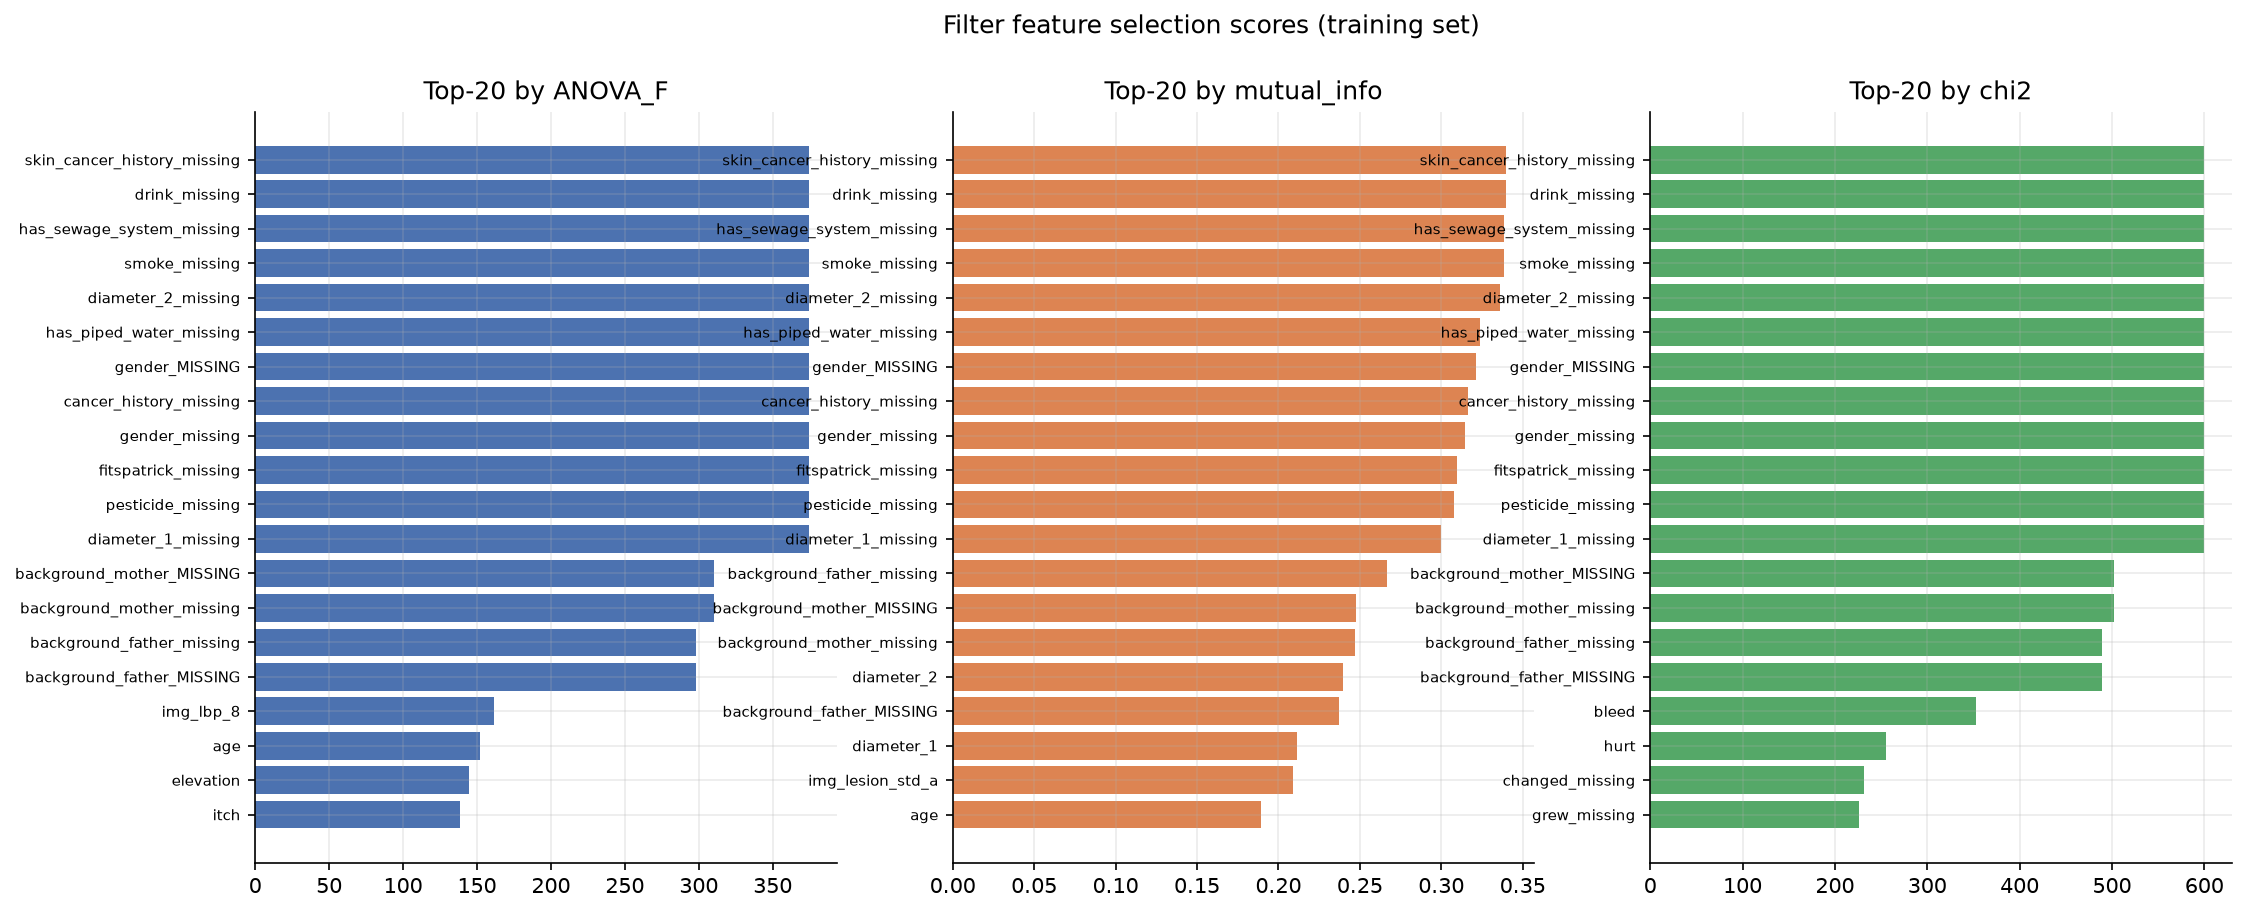 Filter feature selection scores (training set)
Top-20 by ANOVA_F
skin_cancer_history_missing
drink_missing
has_sewage_system_missing
smoke_missing
diameter_2_missing
has_piped_water_missing
gender_MISSING
cancer_history_missing
gender_missing
fitspatrick_missing
pesticide_missing
diameter_1_missing
background_mother_MISSING
background_mother_missing
background_father_missing
background_father_MISSING
img_lbp_8
age
elevation
itch
0 50 100 150 200 250 300 350
Top-20 by mutual_info
skin_cancer_history_missing
drink_missing
has_sewage_system_missing
smoke_missing
diameter_2_missing
has_piped_water_missing
gender_MISSING
cancer_history_missing
gender_missing
fitspatrick_missing
pesticide_missing
diameter_1_missing
background_father_missing
background_mother_MISSING
background_mother_missing
diameter_2
background_father_MISSING
diameter_1
img_lesion_std_a
age
0.00 0.05 0.10 0.15 0.20 0.25 0.30 0.35
Top-20 by chi2
skin_cancer_history_missing
drink_missing
has_sewage_system_missing
smoke_missing
diameter_2_missing
has_piped_water_missing
gender_MISSING
cancer_history_missing
gender_missing
fitspatrick_missing
pesticide_missing
diameter_1_missing
background_mother_MISSING
background_mother_missing
background_father_missing
background_father_MISSING
bleed
hurt
changed_missing
grew_missing
0 100 200 300 400 500 600